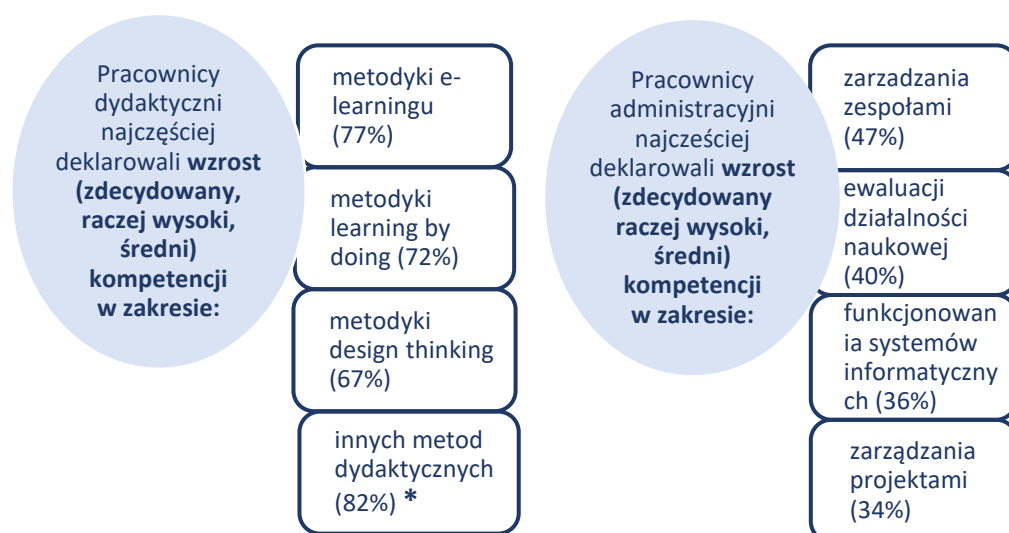 Pracownicy
dydaktyczni
najczęściej
deklarowali wzrost
(zdecydowany,
raczej wysoki,
średni)
kompetencji
w zakresie:
metodyki e-
learningu
(77%)
metodyki
learning by
doing (72%)
metodyki
design thinking
(67%)
innych metod
dydaktycznych
(82%) *
Pracownicy
administracyjni
najcześciej
deklarowali wzrost
(zdecydowany
raczej wysoki,
średni)
kompetencji
w zakresie:
zarzadzania
zespołami
(47%)
ewaluacji
działalności
naukowej
(40%)
funkcjonowan
ia systemów
informatyczny
ch (36%)
zarządzania
projektami
(34%)